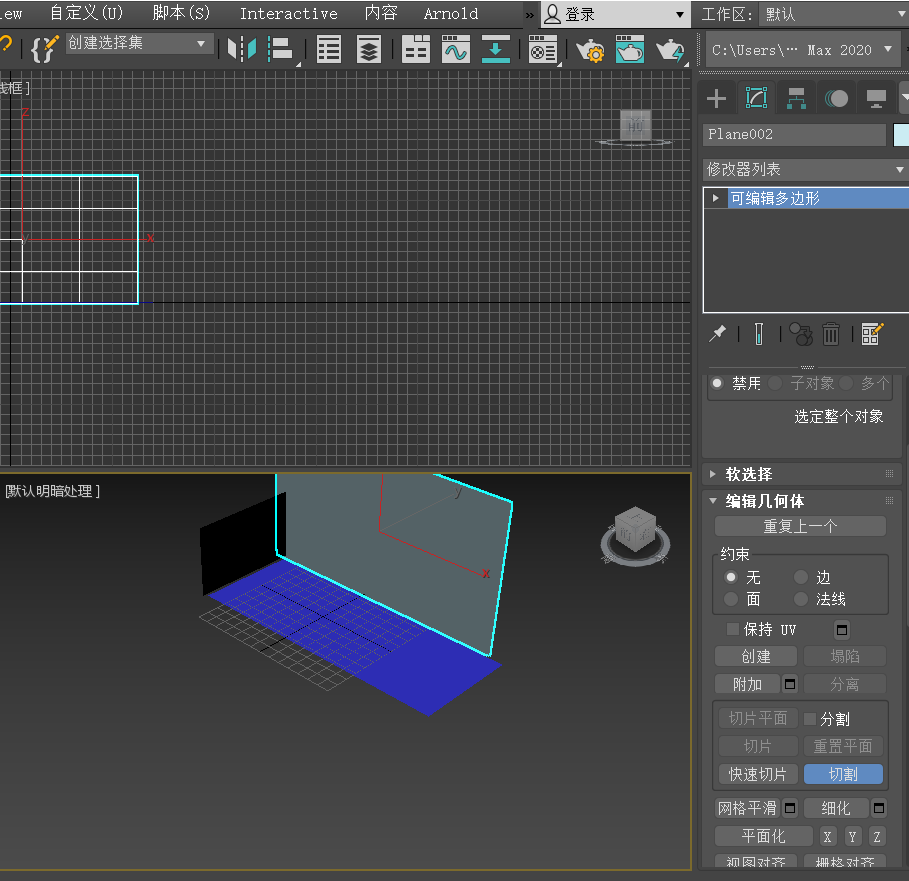 ew 自定义(U) 脚本(S) Interactive 内容 Arnold » 登录 工作区: 默认
创建选择集 C:\Users\··· Max 2020
线框 ]
Z
y X
Plane002
修改器列表
可编辑多边形
禁用 子对象 多个
选定整个对象
软选择
[默认明暗处理 ]
y
X
编辑几何体
重复上一个
约束
无 边
面 法线
保持 UV
创建 塌陷
附加 分离
切片平面 分割
切片 重置平面
快速切片 切割
网格平滑 细化
平面化 X Y Z
视图对齐 栅格对齐